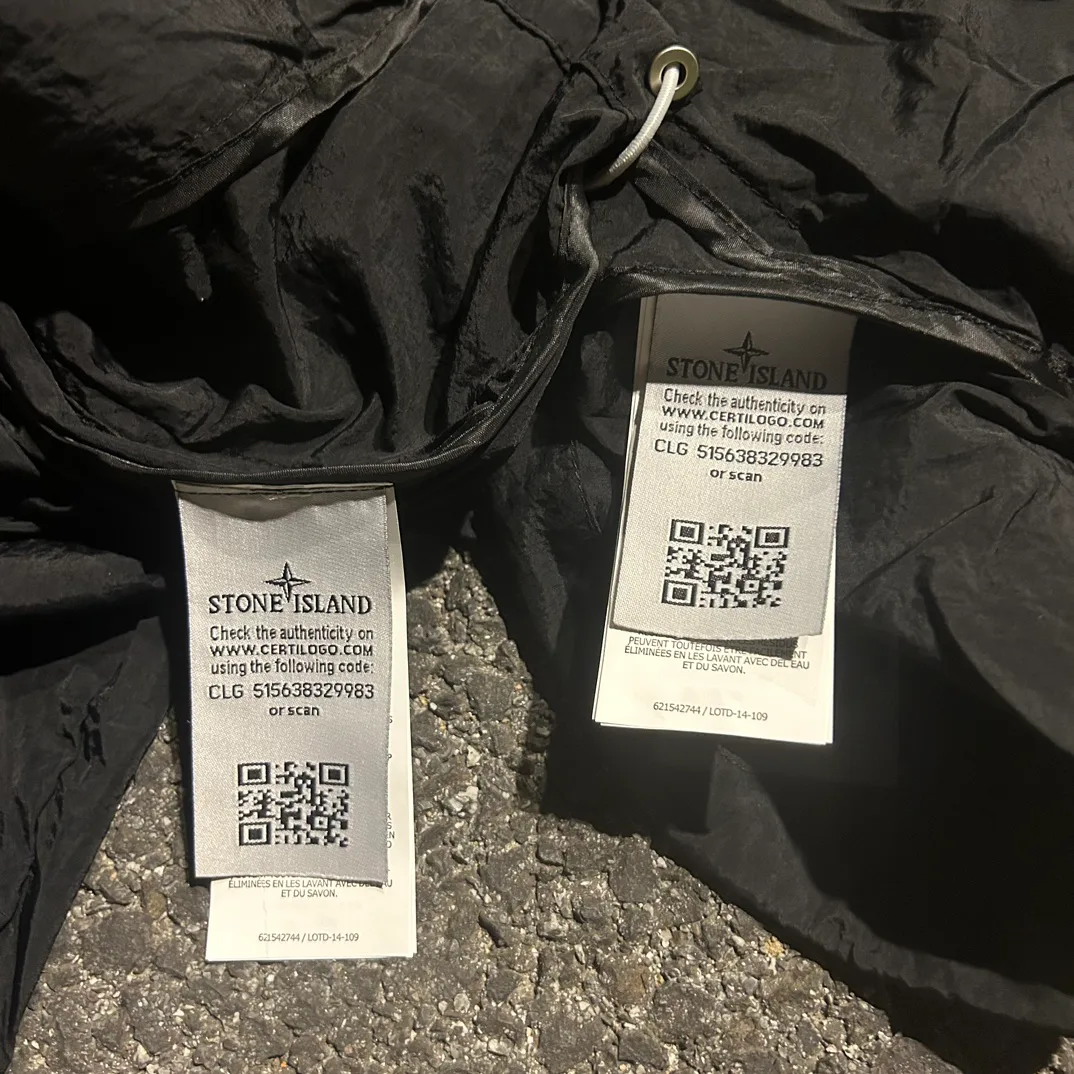 STONE ISLAND
Check the authenticity on
WWW.CERTILOGO.COM
using the following code:
CLG 515638329983
or scan
ÉLIMINÉES EN LES LAVANT AVEC DEL EAU
ET DU SAVON.
621542744 / LOTD-14-109
STONE ISLAND
Check the authenticity on
WWW.CERTILOGO.COM
using the following code:
CLG 515638329983
or scan
PEUVENT TOUTEFOIS ETRE FACILEMENT
ÉLIMINÉES EN LES LAVANT AVEC DEL EAU
ET DU SAVON.
621542744 / LOTD-14-109